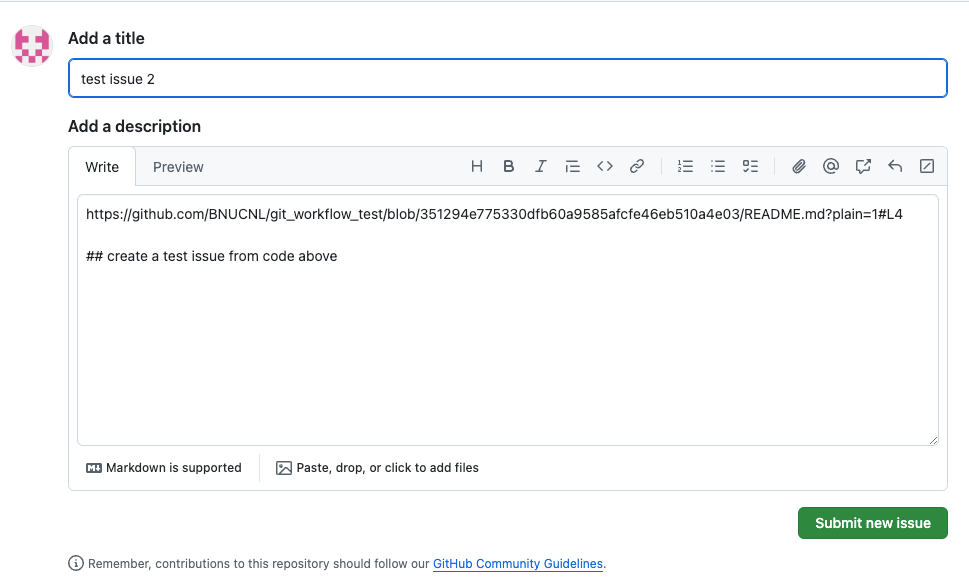 Add a title
test issue 2
Add a description
Write Preview
https://github.com/BNUCNL/git_workflow_test/blob/351294e775330dfb60a9585afcfe46eb510a4e03/README.md?plain=1#L4
## create a test issue from code above
Markdown is supported
Paste, drop, or click to add files
Submit new issue
Remember, contributions to this repository should follow our GitHub Community Guidelines.